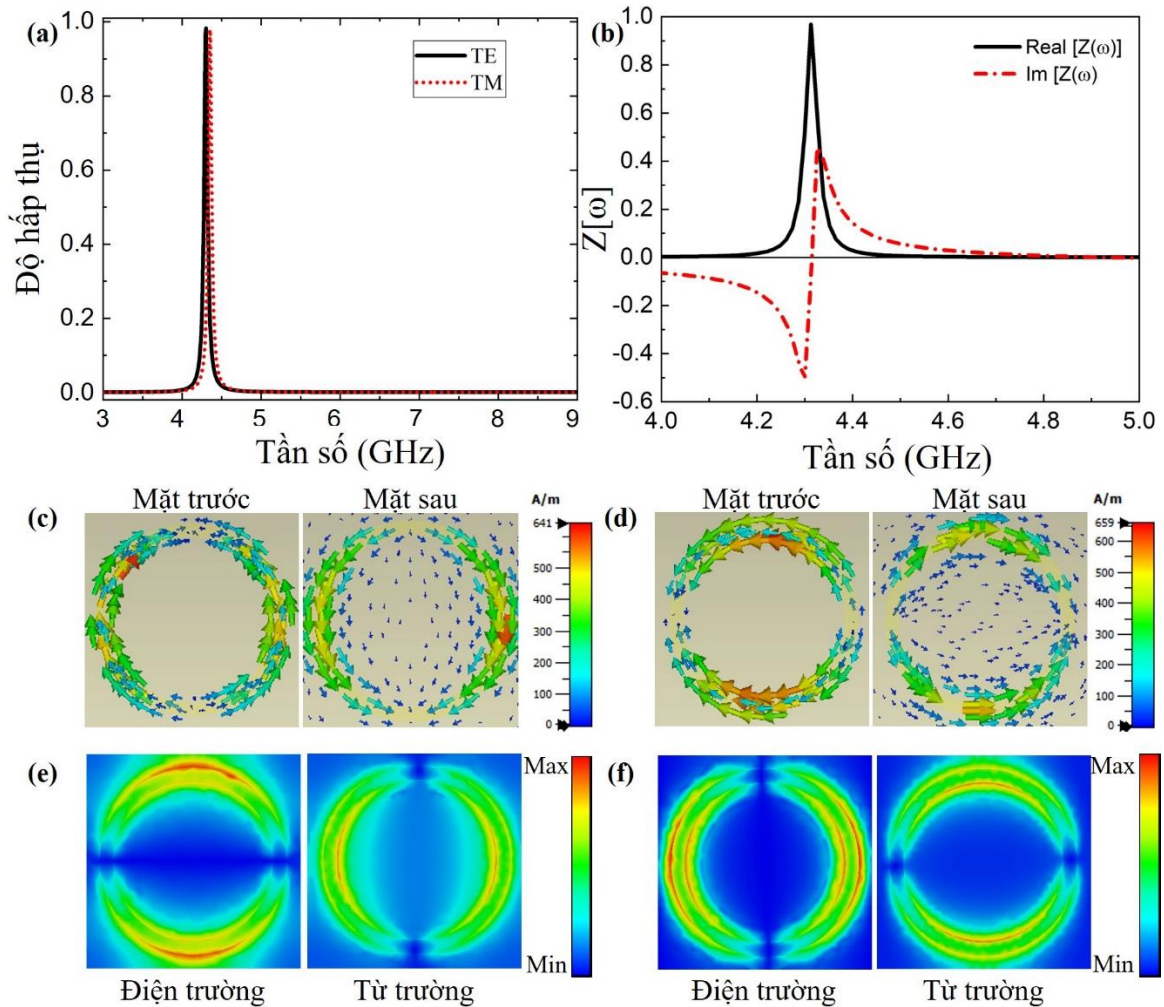 (a)
TE
TM
1.0
0.8
0.6
0.4
0.2
0.0
Độ hấp thụ
3 4 5 6 7 8 9
Tần số (GHz)
(b)
Real [Z(ω)]
Im [Z(ω)
1.0
0.8
0.6
0.4
0.2
0.0
-0.2
-0.4
-0.6
Z[ω]
4.0 4.2 4.4 4.6 4.8 5.0
Tần số (GHz)
(c)
Mặt trước
Mặt sau
A/m
641
500
400
300
200
100
0
(d)
Mặt trước
Mặt sau
A/m
659
600
500
400
300
200
100
0
(e)
Max
Min
Điện trường
Từ trường
(f)
Max
Min
Điện trường
Từ trường